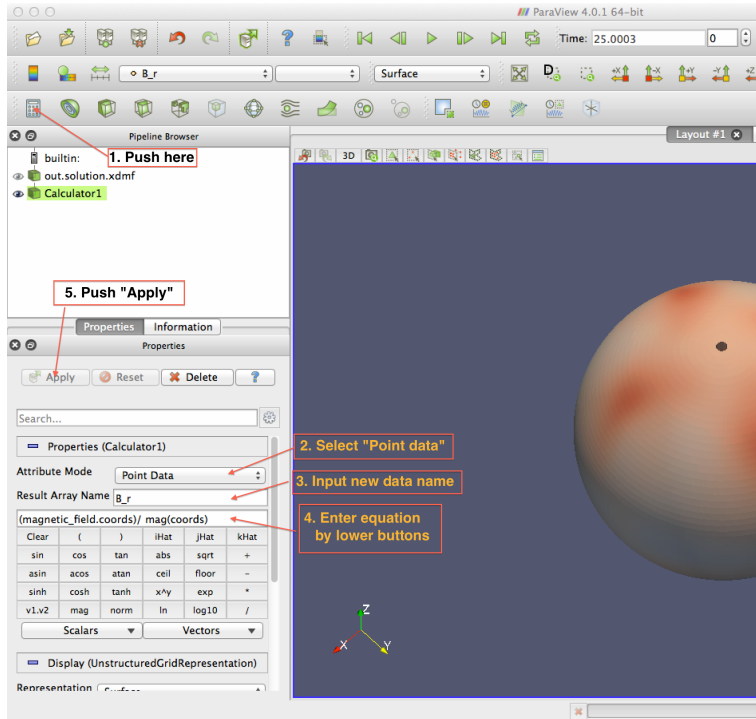 ParaView 4.0.1 64-bit
Time: 25.0003
0
B_r
Surface
+X
-X
+Y
-Y
+Z
Pipeline Browser
Layout #1
builtin:
1. Push here
3D
out.solution.xdmf
Calculator1
5. Push "Apply"
Properties
Information
Properties
Apply
Reset
Delete
?
Search...
Properties (Calculator1)
2. Select "Point data"
Attribute Mode
Point Data
3. Input new data name
Result Array Name
B_r
(magnetic_field.coords)/ mag(coords)
4. Enter equation
by lower buttons
Clear ( ) iHat jHat kHat
sin cos tan abs sqrt +
asin acos atan ceil floor -
sinh cosh tanh x^y exp *
v1.v2 mag norm ln log10 /
Scalars
Vectors
Z
X
Y
Display (UnstructuredGridRepresentation)
Representation
Surface